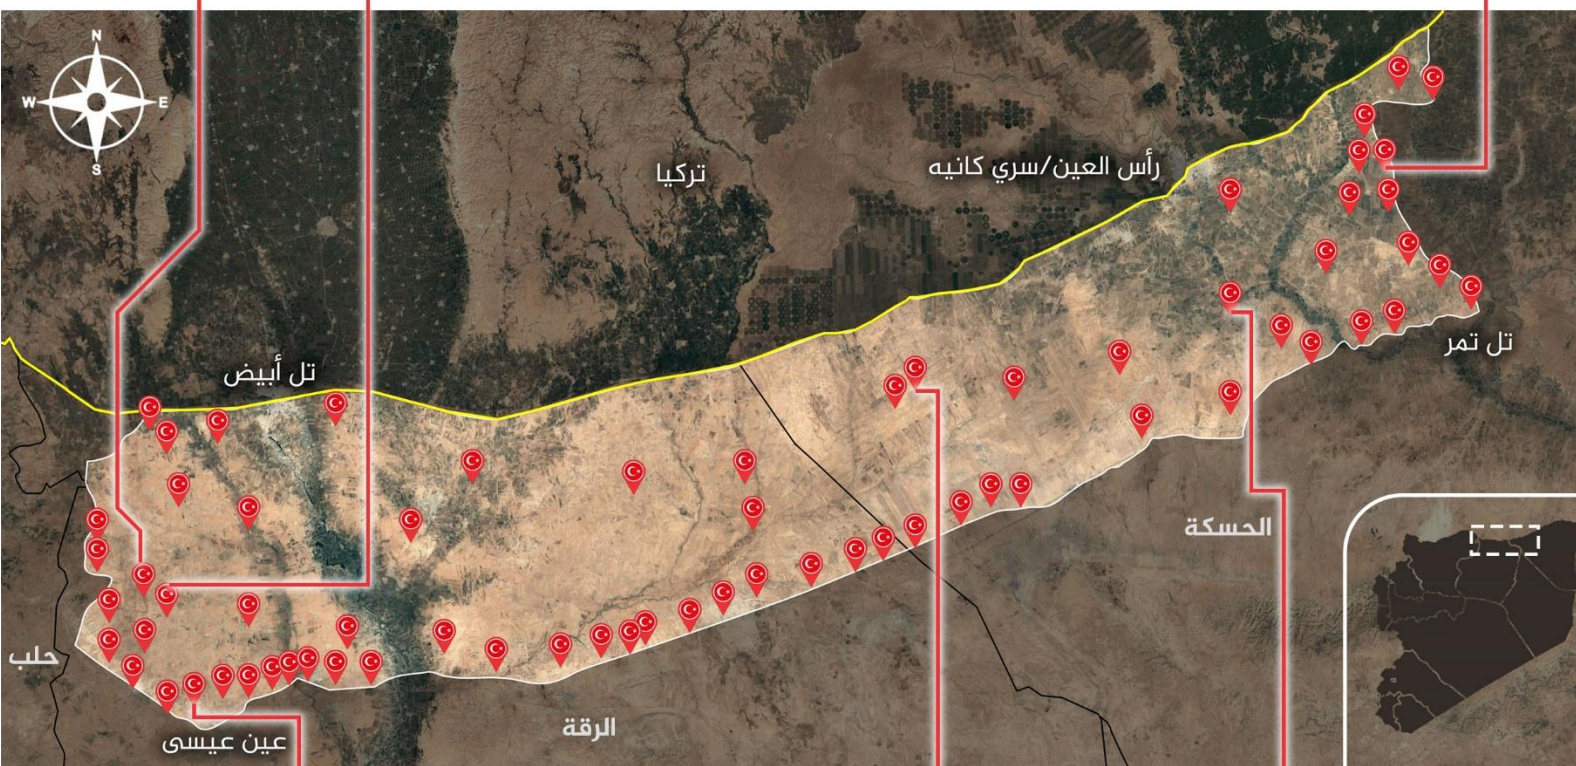 N
W
E
S
تركيا
رأس العين/سري كانيه
تل تمر
تل أبيض
الحسكة
حلب
الرقة
عين عيسى